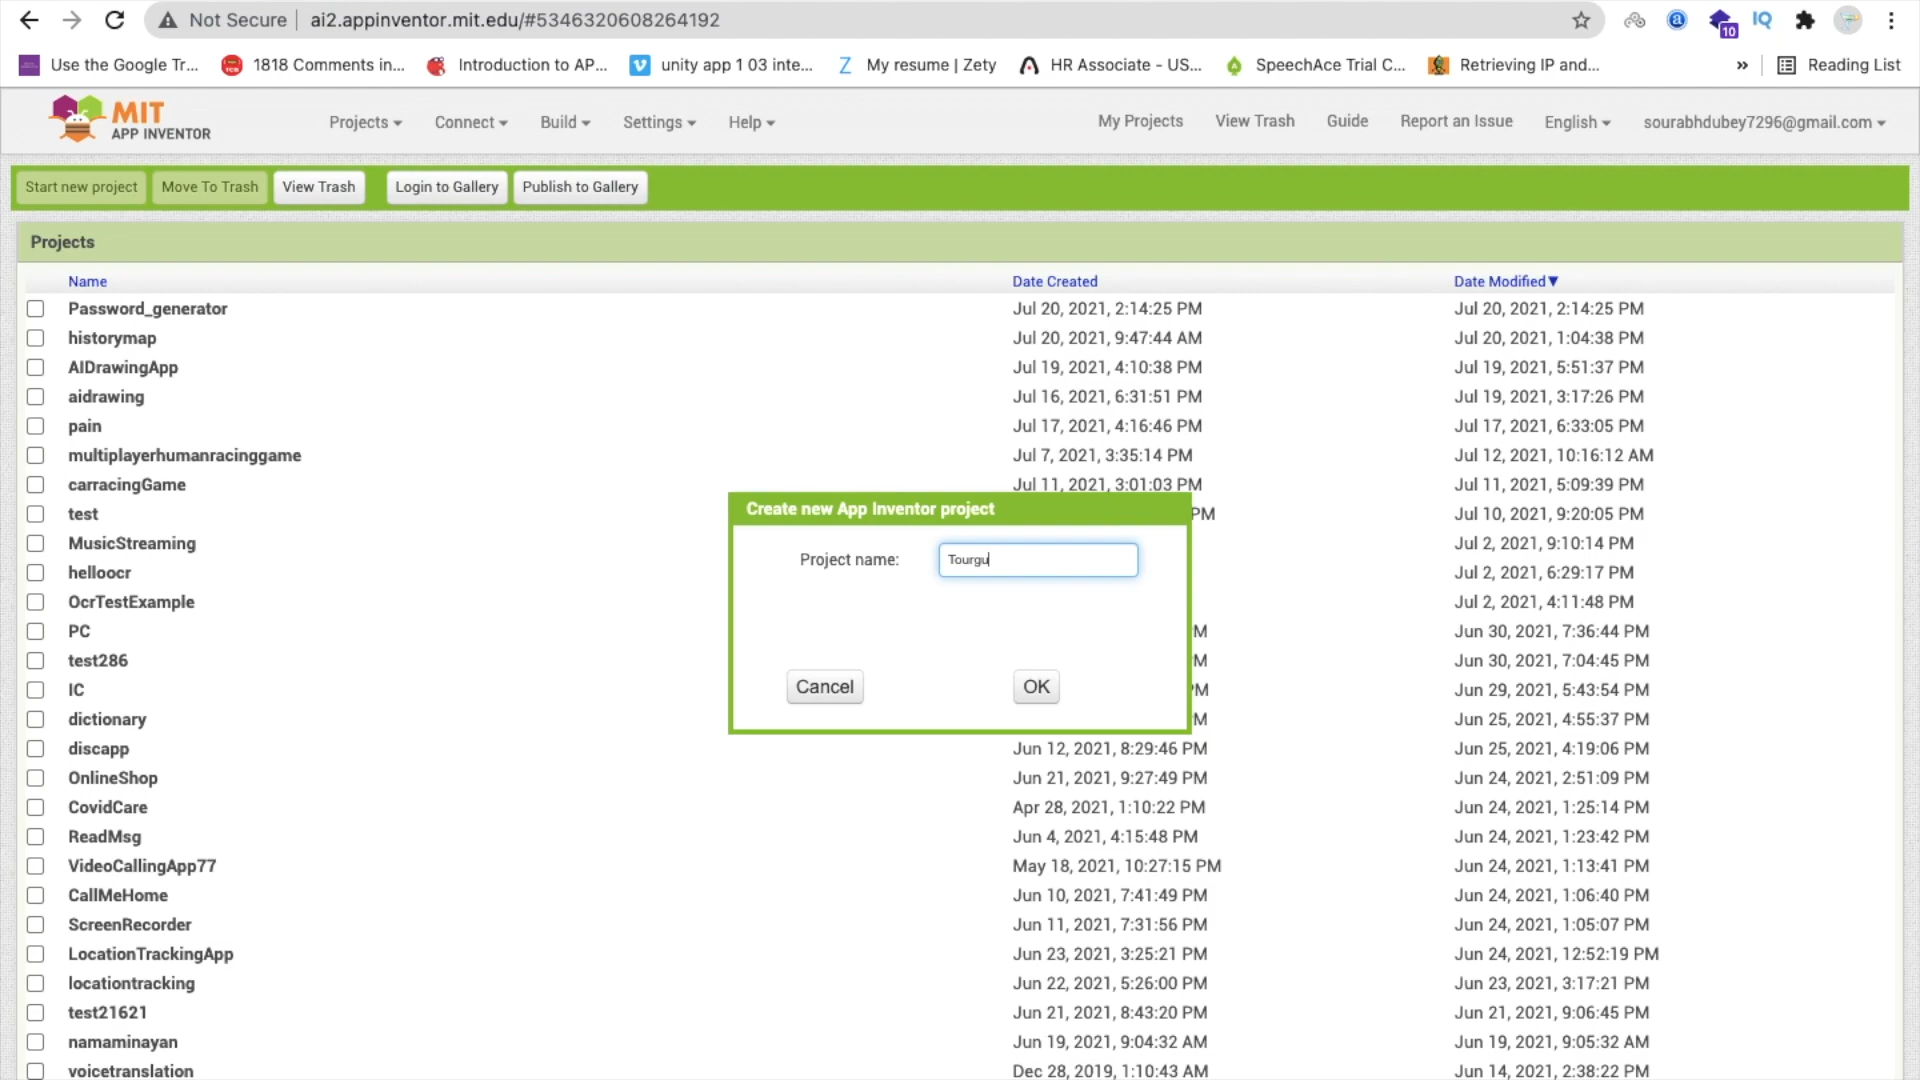 Not Secure | ai2.appinventor.mit.edu/#5346320608264192
10
Use the Google Tr... 1818 Comments in... Introduction to AP... unity app 1 03 inte... My resume | Zety HR Associate - US... SpeechAce Trial C... Retrieving IP and... » Reading List
MIT APP INVENTOR
Projects Connect Build Settings Help My Projects View Trash Guide Report an Issue English sourabhdubey7296@gmail.com
Start new project Move To Trash View Trash Login to Gallery Publish to Gallery
Projects
Name Date Created Date Modified▼
Password_generator Jul 20, 2021, 2:14:25 PM Jul 20, 2021, 2:14:25 PM
historymap Jul 20, 2021, 9:47:44 AM Jul 20, 2021, 1:04:38 PM
AIDrawingApp Jul 19, 2021, 4:10:38 PM Jul 19, 2021, 5:51:37 PM
aidrawing Jul 16, 2021, 6:31:51 PM Jul 19, 2021, 3:17:26 PM
pain Jul 17, 2021, 4:16:46 PM Jul 17, 2021, 6:33:05 PM
multiplayerhumanracinggame Jul 7, 2021, 3:35:14 PM Jul 12, 2021, 10:16:12 AM
carracingGame Jul 11, 2021, 3:01:03 PM Jul 11, 2021, 5:09:39 PM
test PM Jul 10, 2021, 9:20:05 PM
MusicStreaming Jul 2, 2021, 9:10:14 PM
helloocr Jul 2, 2021, 6:29:17 PM
OcrTestExample Jul 2, 2021, 4:11:48 PM
PC M Jun 30, 2021, 7:36:44 PM
test286 M Jun 30, 2021, 7:04:45 PM
IC M Jun 29, 2021, 5:43:54 PM
dictionary M Jun 25, 2021, 4:55:37 PM
discapp Jun 12, 2021, 8:29:46 PM Jun 25, 2021, 4:19:06 PM
OnlineShop Jun 21, 2021, 9:27:49 PM Jun 24, 2021, 2:51:09 PM
CovidCare Apr 28, 2021, 1:10:22 PM Jun 24, 2021, 1:25:14 PM
ReadMsg Jun 4, 2021, 4:15:48 PM Jun 24, 2021, 1:23:42 PM
VideoCallingApp77 May 18, 2021, 10:27:15 PM Jun 24, 2021, 1:13:41 PM
CallMeHome Jun 10, 2021, 7:41:49 PM Jun 24, 2021, 1:06:40 PM
ScreenRecorder Jun 11, 2021, 7:31:56 PM Jun 24, 2021, 1:05:07 PM
LocationTrackingApp Jun 23, 2021, 3:25:21 PM Jun 24, 2021, 12:52:19 PM
locationtracking Jun 22, 2021, 5:26:00 PM Jun 23, 2021, 3:17:21 PM
test21621 Jun 21, 2021, 8:43:20 PM Jun 21, 2021, 9:06:45 PM
namaminayan Jun 19, 2021, 9:04:32 AM Jun 19, 2021, 9:05:32 AM
voicetranslation Dec 28, 2019, 1:10:43 AM Jun 14, 2021, 2:38:22 PM
Create new App Inventor project
Project name: Tourgu
Cancel OK